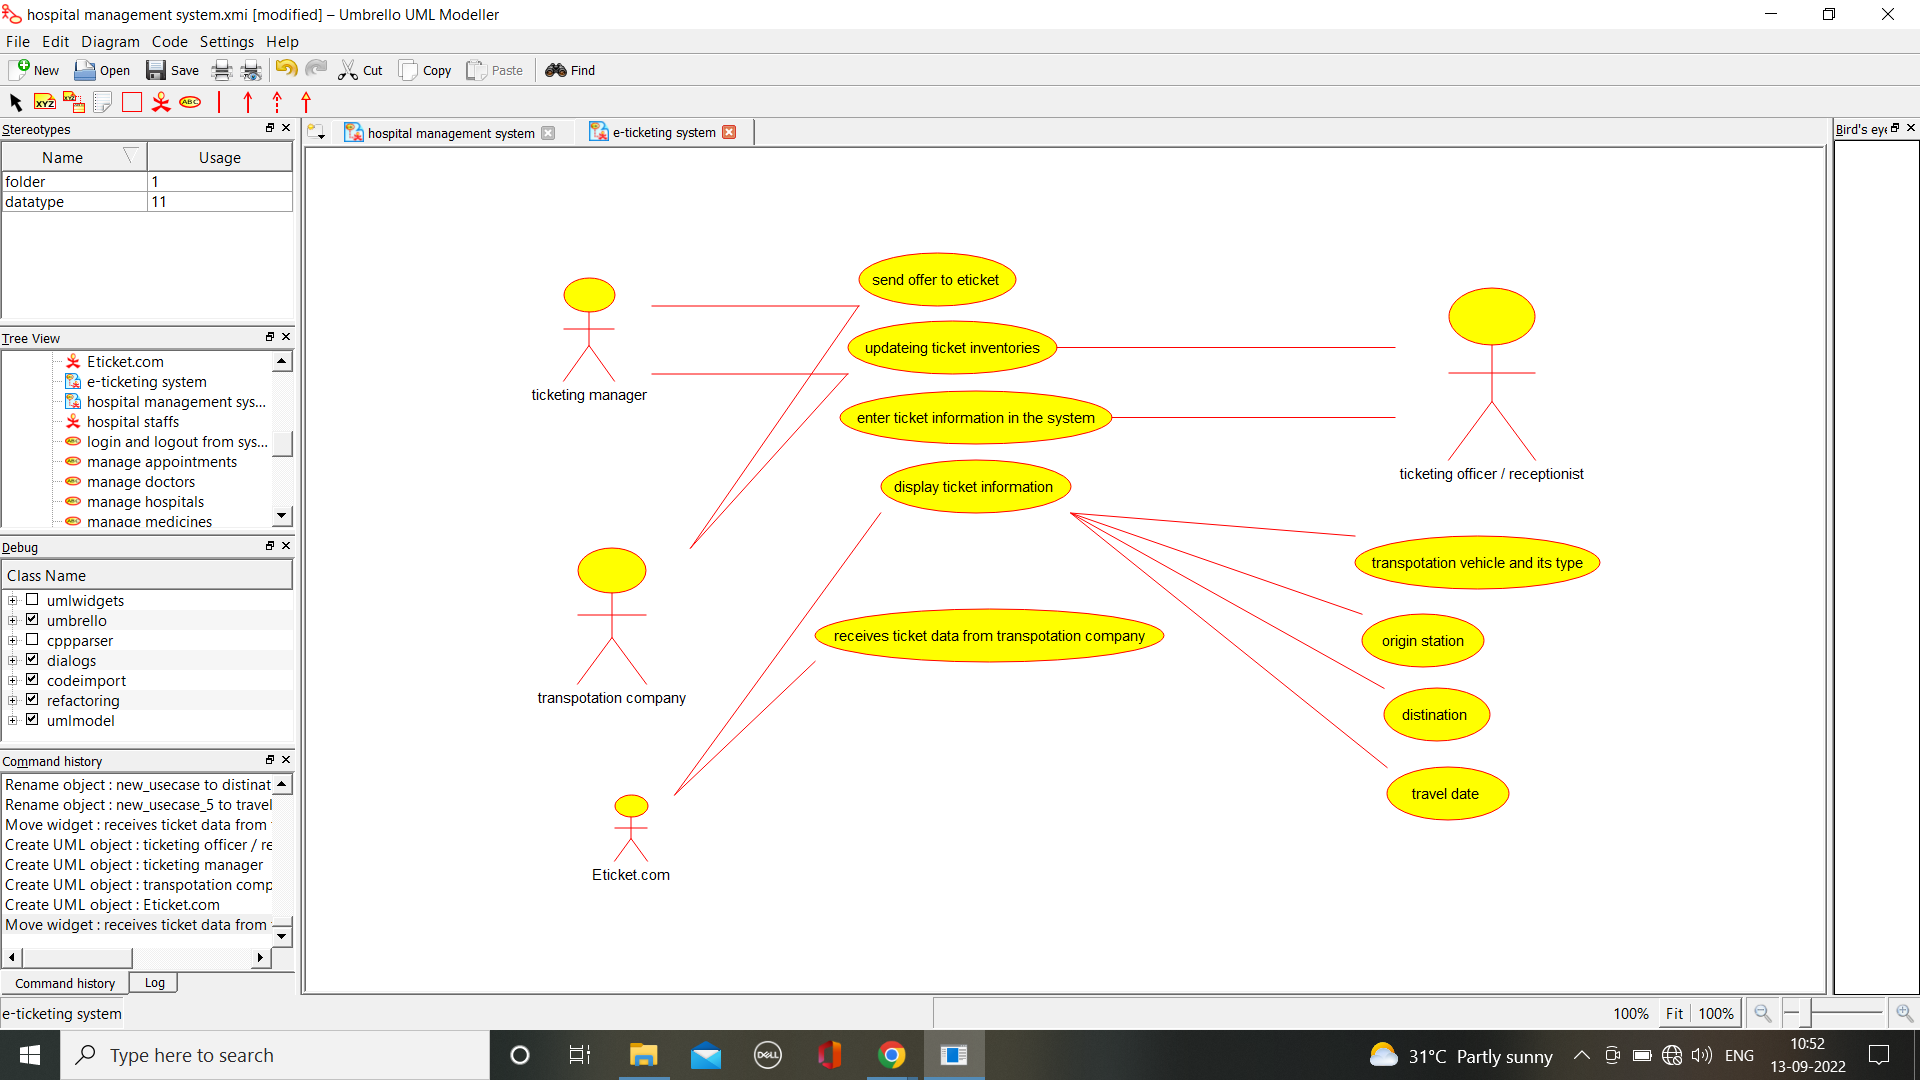 hospital management system.xmi [modified] – Umbrello UML Modeller
File Edit Diagram Code Settings Help
New Open Save Cut Copy Paste Find
XYZ XYZ ABC
Stereotypes
Name Usage
folder 1
datatype 11
Tree View
Eticket.com
e-ticketing system
hospital management sys...
hospital staffs
login and logout from sys...
manage appointments
manage doctors
manage hospitals
manage medicines
Debug
Class Name
umlwidgets
umbrello
cppparser
dialogs
codeimport
refactoring
umlmodel
Command history
Rename object : new_usecase to distinat
Rename object : new_usecase_5 to travel
Move widget : receives ticket data from
Create UML object : ticketing officer / re
Create UML object : ticketing manager
Create UML object : transpotation comp
Create UML object : Eticket.com
Move widget : receives ticket data from
Command history Log
hospital management system e-ticketing system
Bird's eye
send offer to eticket
updateing ticket inventories
ticketing manager
enter ticket information in the system
ticketing officer / receptionist
display ticket information
transpotation vehicle and its type
receives ticket data from transpotation company
origin station
transpotation company
distination
travel date
Eticket.com
e-ticketing system
100% Fit 100%
Type here to search
DELL
31°C Partly sunny
ENG
10:52
13-09-2022